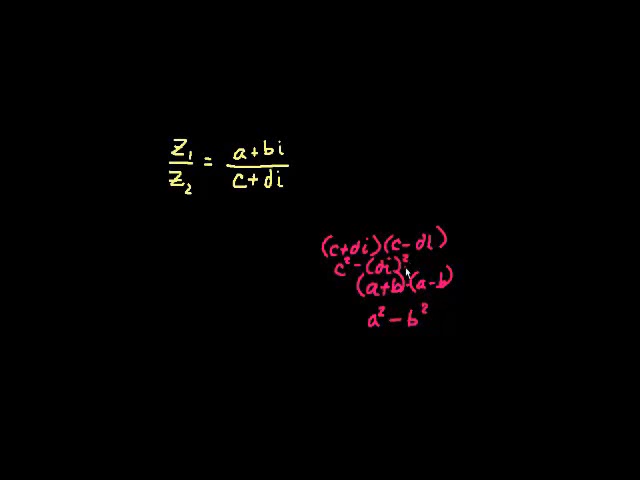 z₁/z₂ = (a+bi)/(c+di)
(c+di)(c-di)
c² - (di)²
(a+b)·(a-b)
a² - b²